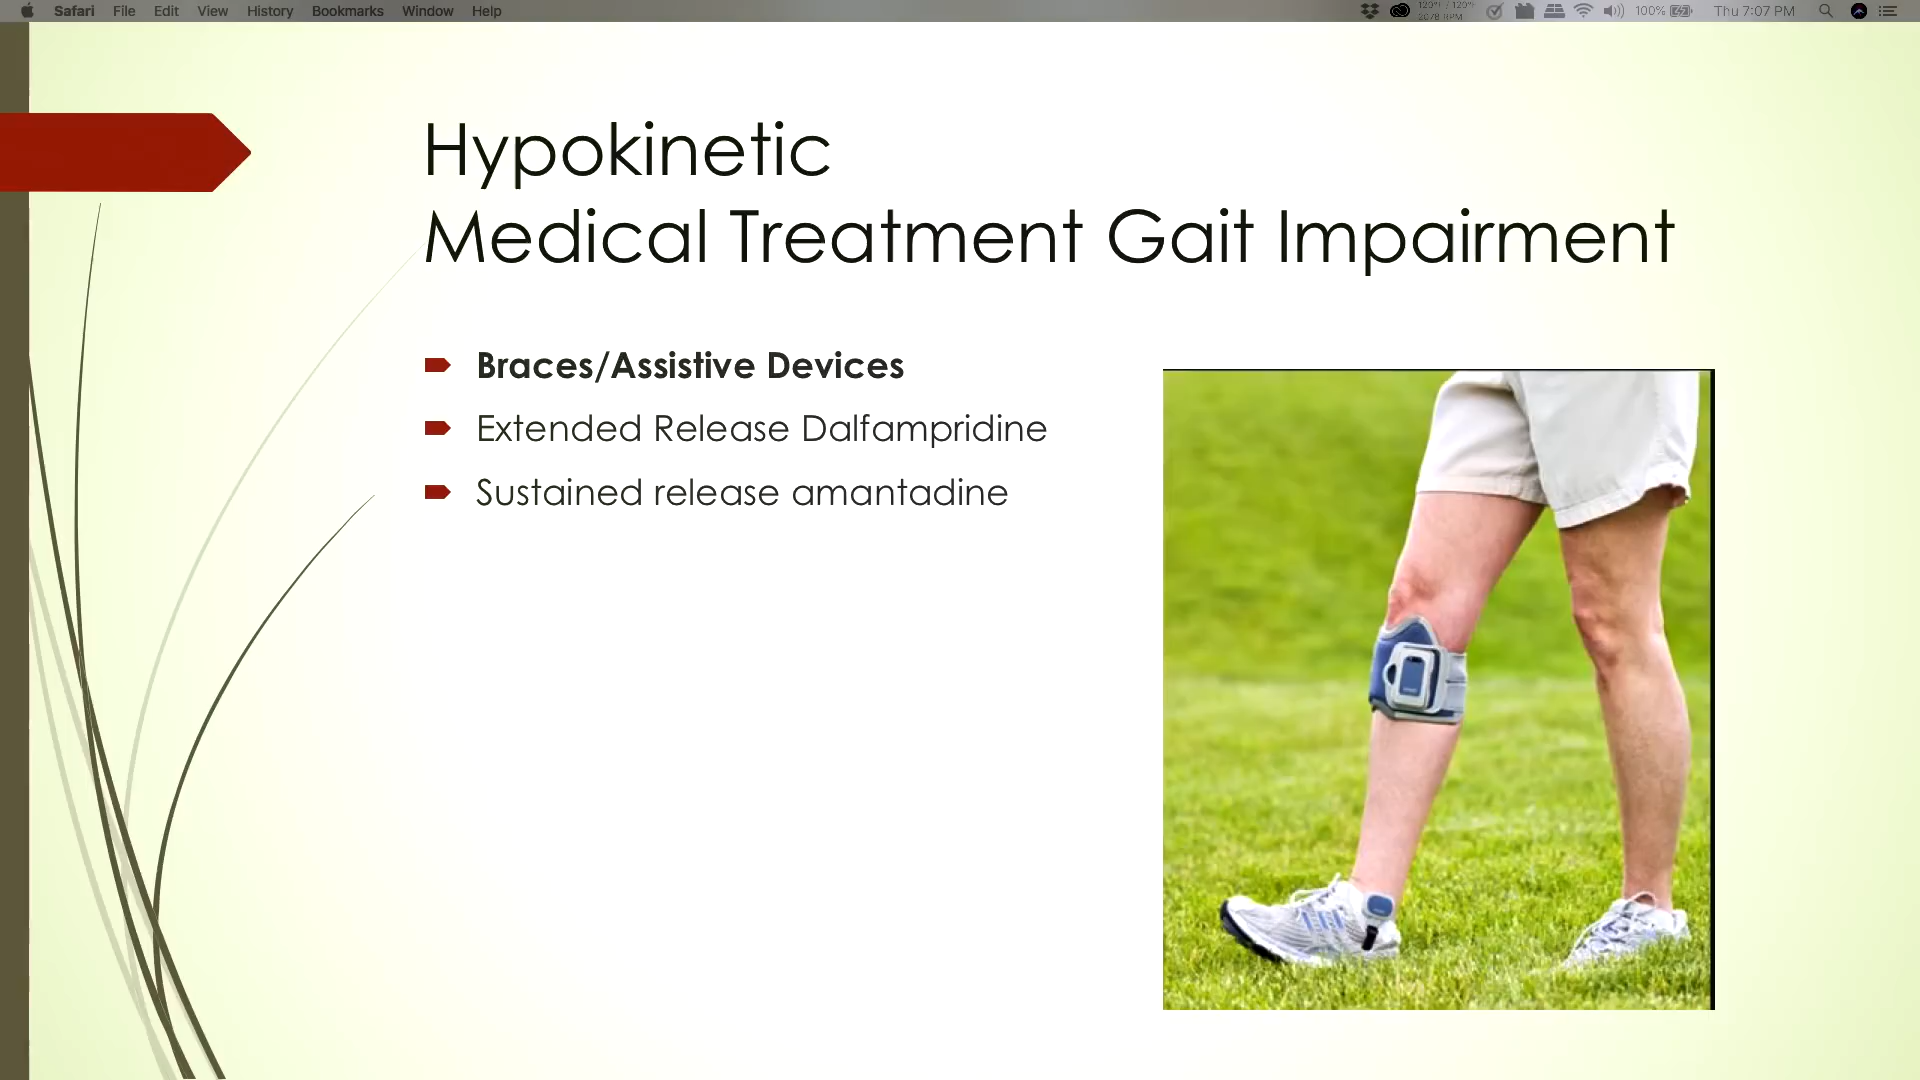 Safari File Edit View History Bookmarks Window Help
100% Thu 7:07 PM
Hypokinetic
Medical Treatment Gait Impairment
Braces/Assistive Devices
Extended Release Dalfampridine
Sustained release amantadine